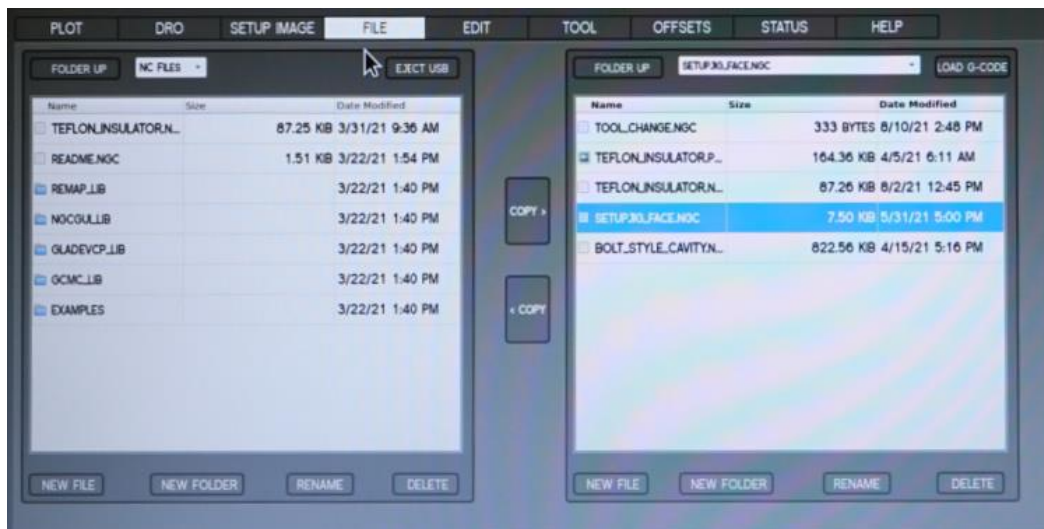 PLOT DRO SETUP IMAGE FILE EDIT TOOL OFFSETS STATUS HELP
FOLDER UP NC FILES EJECT USB
Name Size Date Modified
TEFLON_INSULATOR.N... 87.25 KIB 3/31/21 9:36 AM
README.NGC 1.51 KIB 3/22/21 1:54 PM
REMAP_LIB 3/22/21 1:40 PM
NGCGUI_LIB 3/22/21 1:40 PM
GLADEVCP_LIB 3/22/21 1:40 PM
GCMC_LIB 3/22/21 1:40 PM
EXAMPLES 3/22/21 1:40 PM
NEW FILE NEW FOLDER RENAME DELETE
COPY >
< COPY
FOLDER UP SETUP_JIG_FACE.NGC LOAD G-CODE
Name Size Date Modified
TOOL_CHANGE.NGC 333 BYTES 8/10/21 2:48 PM
TEFLON_INSULATOR.P... 164.36 KIB 4/5/21 6:11 AM
TEFLON_INSULATOR.N... 87.26 KIB 8/2/21 12:45 PM
SETUP_JIG_FACE.NGC 7.50 KIB 5/31/21 5:00 PM
BOLT_STYLE_CAVITY.N... 822.56 KIB 4/15/21 5:16 PM
NEW FILE NEW FOLDER RENAME DELETE